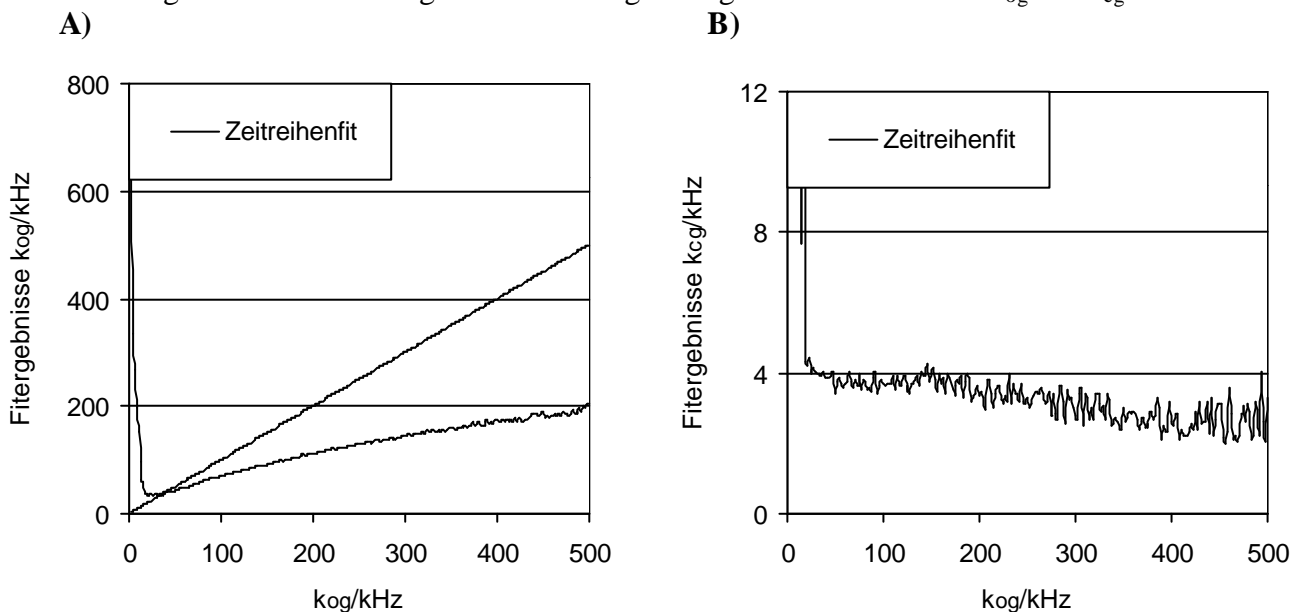 A)
800
600
400
200
0
0 100 200 300 400 500
Fitergebnisse kog/kHz
kog/kHz
Zeitreihenfit
B)
12
8
4
0
0 100 200 300 400 500
Fitergebnisse kcg/kHz
kog/kHz
Zeitreihenfit